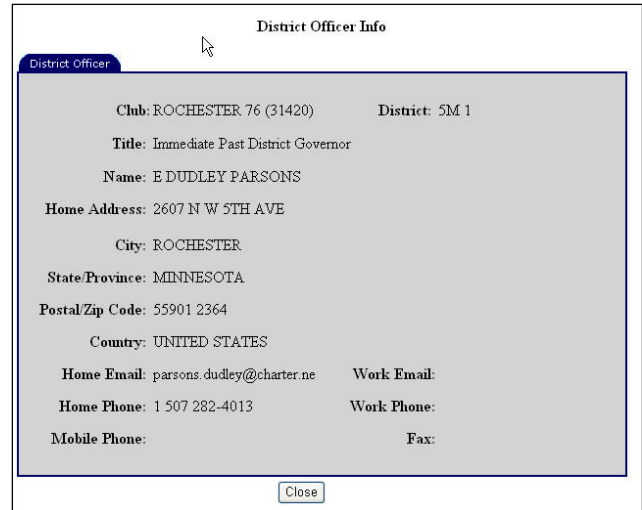 District Officer Info
District Officer
Club: ROCHESTER 76 (31420) District: 5M 1
Title: Immediate Past District Governor
Name: E DUDLEY PARSONS
Home Address: 2607 N W 5TH AVE
City: ROCHESTER
State/Province: MINNESOTA
Postal/Zip Code: 55901 2364
Country: UNITED STATES
Home Email: parsons.dudley@charter.ne Work Email:
Home Phone: 1 507 282-4013 Work Phone:
Mobile Phone: Fax:
Close